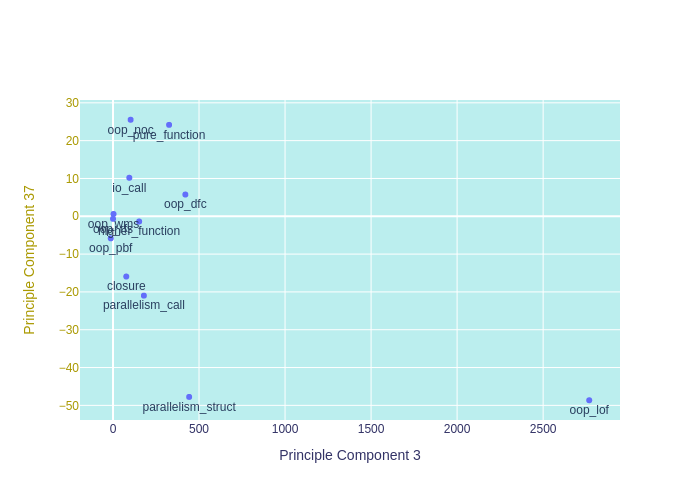 30
20
10
0
−10
−20
−30
−40
−50
oop_noc
pure_function
io_call
oop_dfc
oop_wms
oop_pbf
closure
parallelism_call
parallelism_struct
oop_lof
0
500
1000
1500
2000
2500
Principle Component 3
Principle Component 37